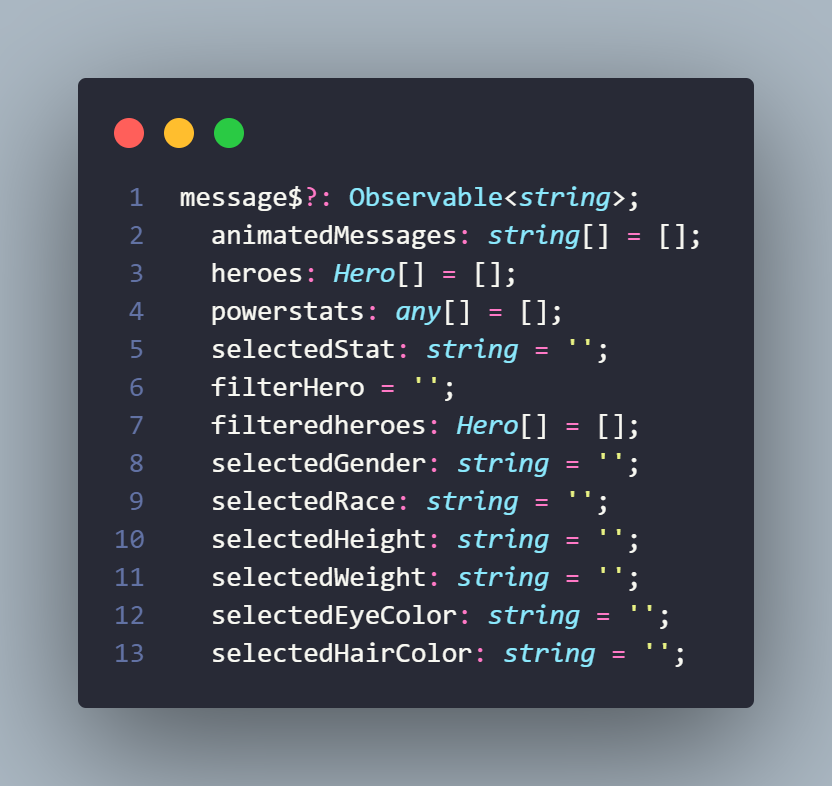 1 message$?: Observable<string>;
2 animatedMessages: string[] = [];
3 heroes: Hero[] = [];
4 powerstats: any[] = [];
5 selectedStat: string = '';
6 filterHero = '';
7 filteredheroes: Hero[] = [];
8 selectedGender: string = '';
9 selectedRace: string = '';
10 selectedHeight: string = '';
11 selectedWeight: string = '';
12 selectedEyeColor: string = '';
13 selectedHairColor: string = '';